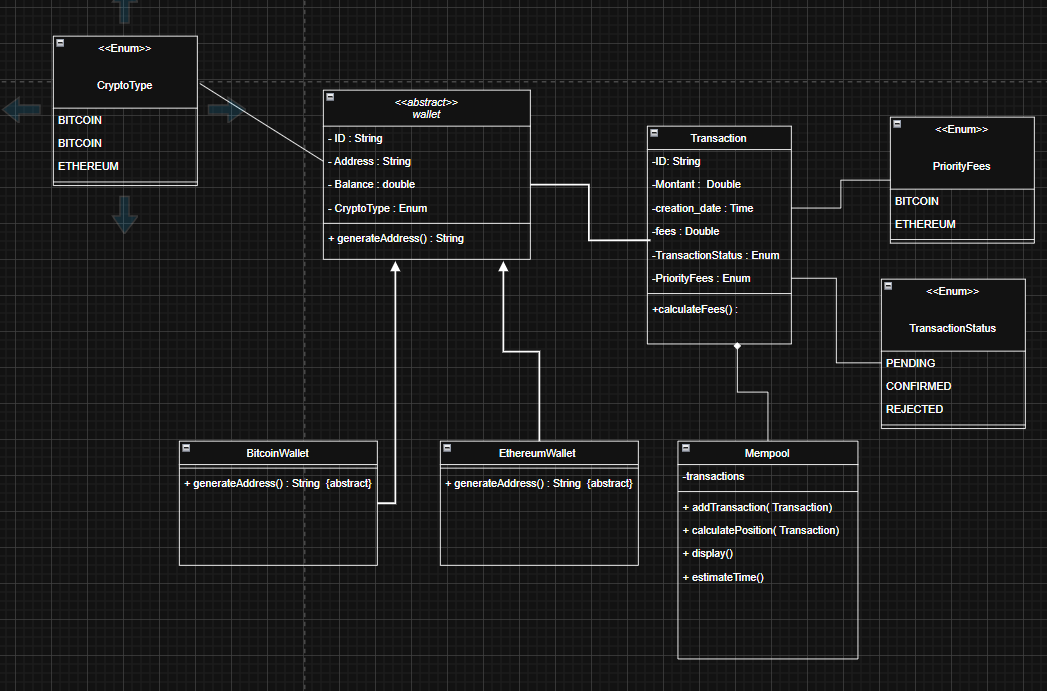 <<Enum>>
CryptoType
BITCOIN
BITCOIN
ETHEREUM
<<abstract>>
wallet
- ID : String
- Address : String
- Balance : double
- CryptoType : Enum
+ generateAddress() : String
Transaction
-ID: String
-Montant :  Double
-creation_date : Time
-fees : Double
-TransactionStatus : Enum
-PriorityFees : Enum
+calculateFees() :
<<Enum>>
PriorityFees
BITCOIN
ETHEREUM
<<Enum>>
TransactionStatus
PENDING
CONFIRMED
REJECTED
BitcoinWallet
+ generateAddress() : String  {abstract}
EthereumWallet
+ generateAddress() : String  {abstract}
Mempool
-transactions
+ addTransaction( Transaction)
+ calculatePosition( Transaction)
+ display()
+ estimateTime()